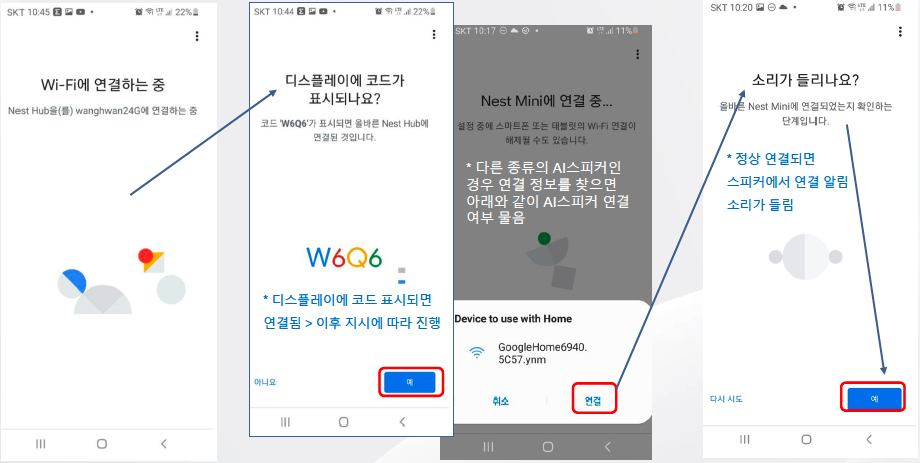 SKT 10:45 22%
Wi-Fi에 연결하는 중
Nest Hub을(를) wanghwan24G에 연결하는 중
SKT 10:44 22%
디스플레이에 코드가
표시되나요?
코드 'W6Q6'가 표시되면 올바른 Nest Hub에
연결된 것입니다.
W6Q6
* 디스플레이에 코드 표시되면
연결됨 > 이후 지시에 따라 진행
아니요
예
SKT 10:17 11%
Nest Mini에 연결 중...
설정 중에 스마트폰 또는 태블릿의 Wi-Fi 연결이
해제될 수도 있습니다.
* 다른 종류의 AI스피커인
경우 연결 정보를 찾으면
아래와 같이 AI스피커 연결
여부 물음
Device to use with Home
GoogleHome6940.
5C57.ynm
취소
연결
SKT 10:20 11%
소리가 들리나요?
올바른 Nest Mini에 연결되었는지 확인하는
단계입니다.
* 정상 연결되면
스피커에서 연결 알림
소리가 들림
다시 시도
예